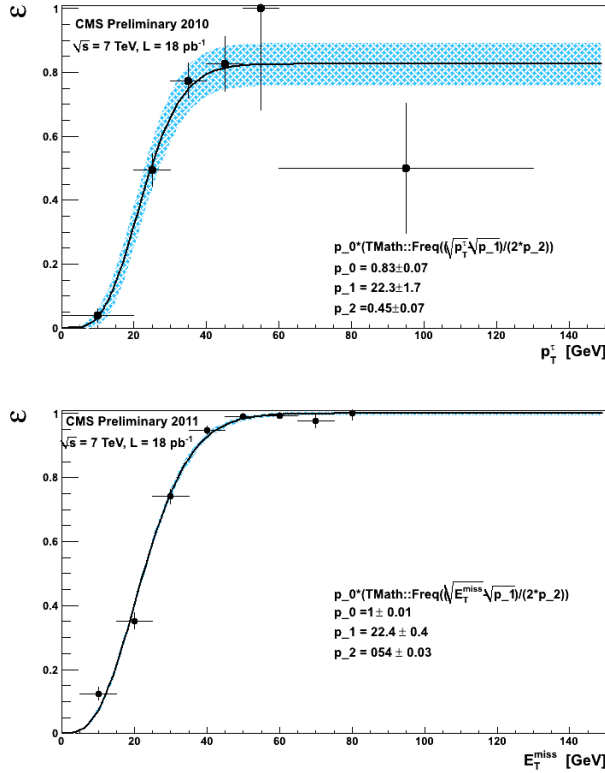 ε
CMS Preliminary 2010
√s = 7 TeV, L = 18 pb⁻¹
1
0.8
0.6
0.4
0.2
0
p_0*(TMath::Freq((√p_T^τ-√p_1)/(2*p_2))
p_0 = 0.83±0.07
p_1 = 22.3±1.7
p_2 =0.45±0.07
0 20 40 60 80 100 120 140
p_T^τ [GeV]
ε
CMS Preliminary 2011
√s = 7 TeV, L = 18 pb⁻¹
1
0.8
0.6
0.4
0.2
0
p_0*(TMath::Freq((√E_T^miss-√p_1)/(2*p_2))
p_0 =1± 0.01
p_1 = 22.4 ± 0.4
p_2 = 054 ± 0.03
0 20 40 60 80 100 120 140
E_T^miss [GeV]